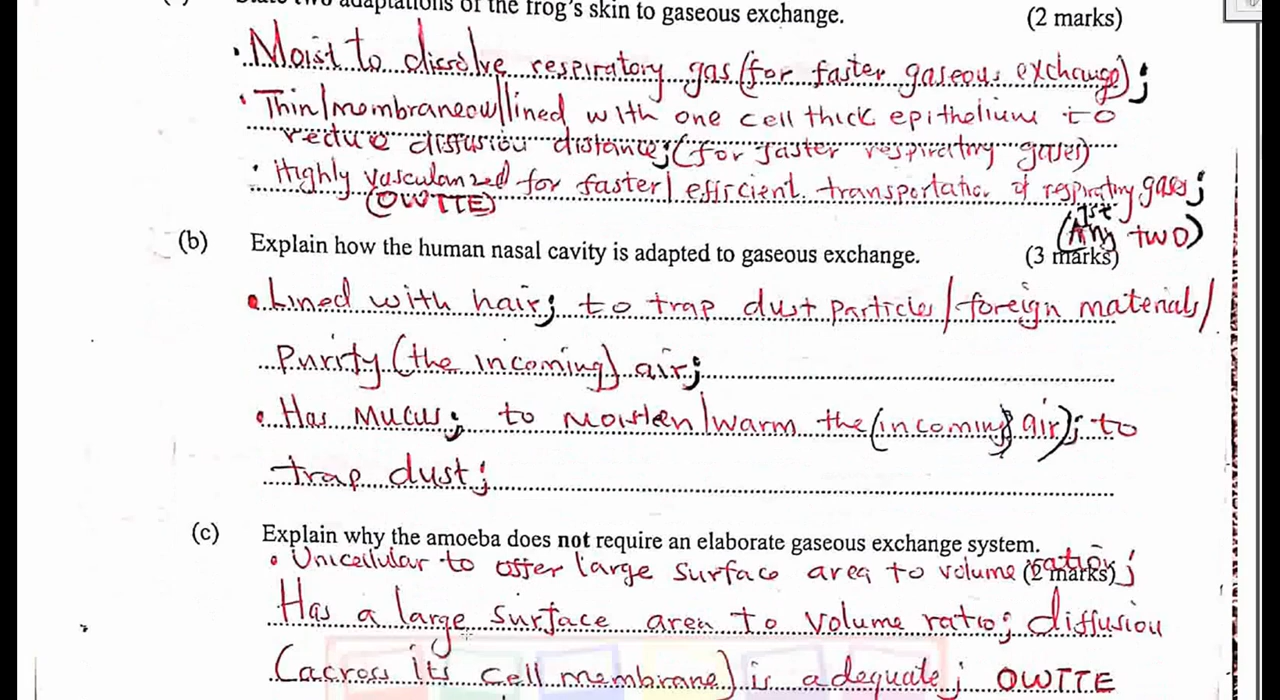 State two adaptations of the frog's skin to gaseous exchange. (2 marks)
• Moist to dissolve respiratory gas (for faster gaseous exchange);
• Thin/membraneous/lined with one cell thick epithelium to
reduce diffusion distance; (for faster respiratory gases)
• Highly vascularized for faster/efficient transportation of respiratory gases;
(OWTTE)
(1st Any TWO)
(b) Explain how the human nasal cavity is adapted to gaseous exchange. (3 marks)
• Lined with hair; to trap dust particles/foreign materials/
purify (the incoming) air;
• Has Mucus; to moisten/warm the (incoming air); to
trap dust;
(c) Explain why the amoeba does not require an elaborate gaseous exchange system.
• Unicellular to offer large surface area to volume ratio; (2 marks)
Has a large surface area to volume ratio; diffusion
(across its cell membrane) is adequate; OWTTE